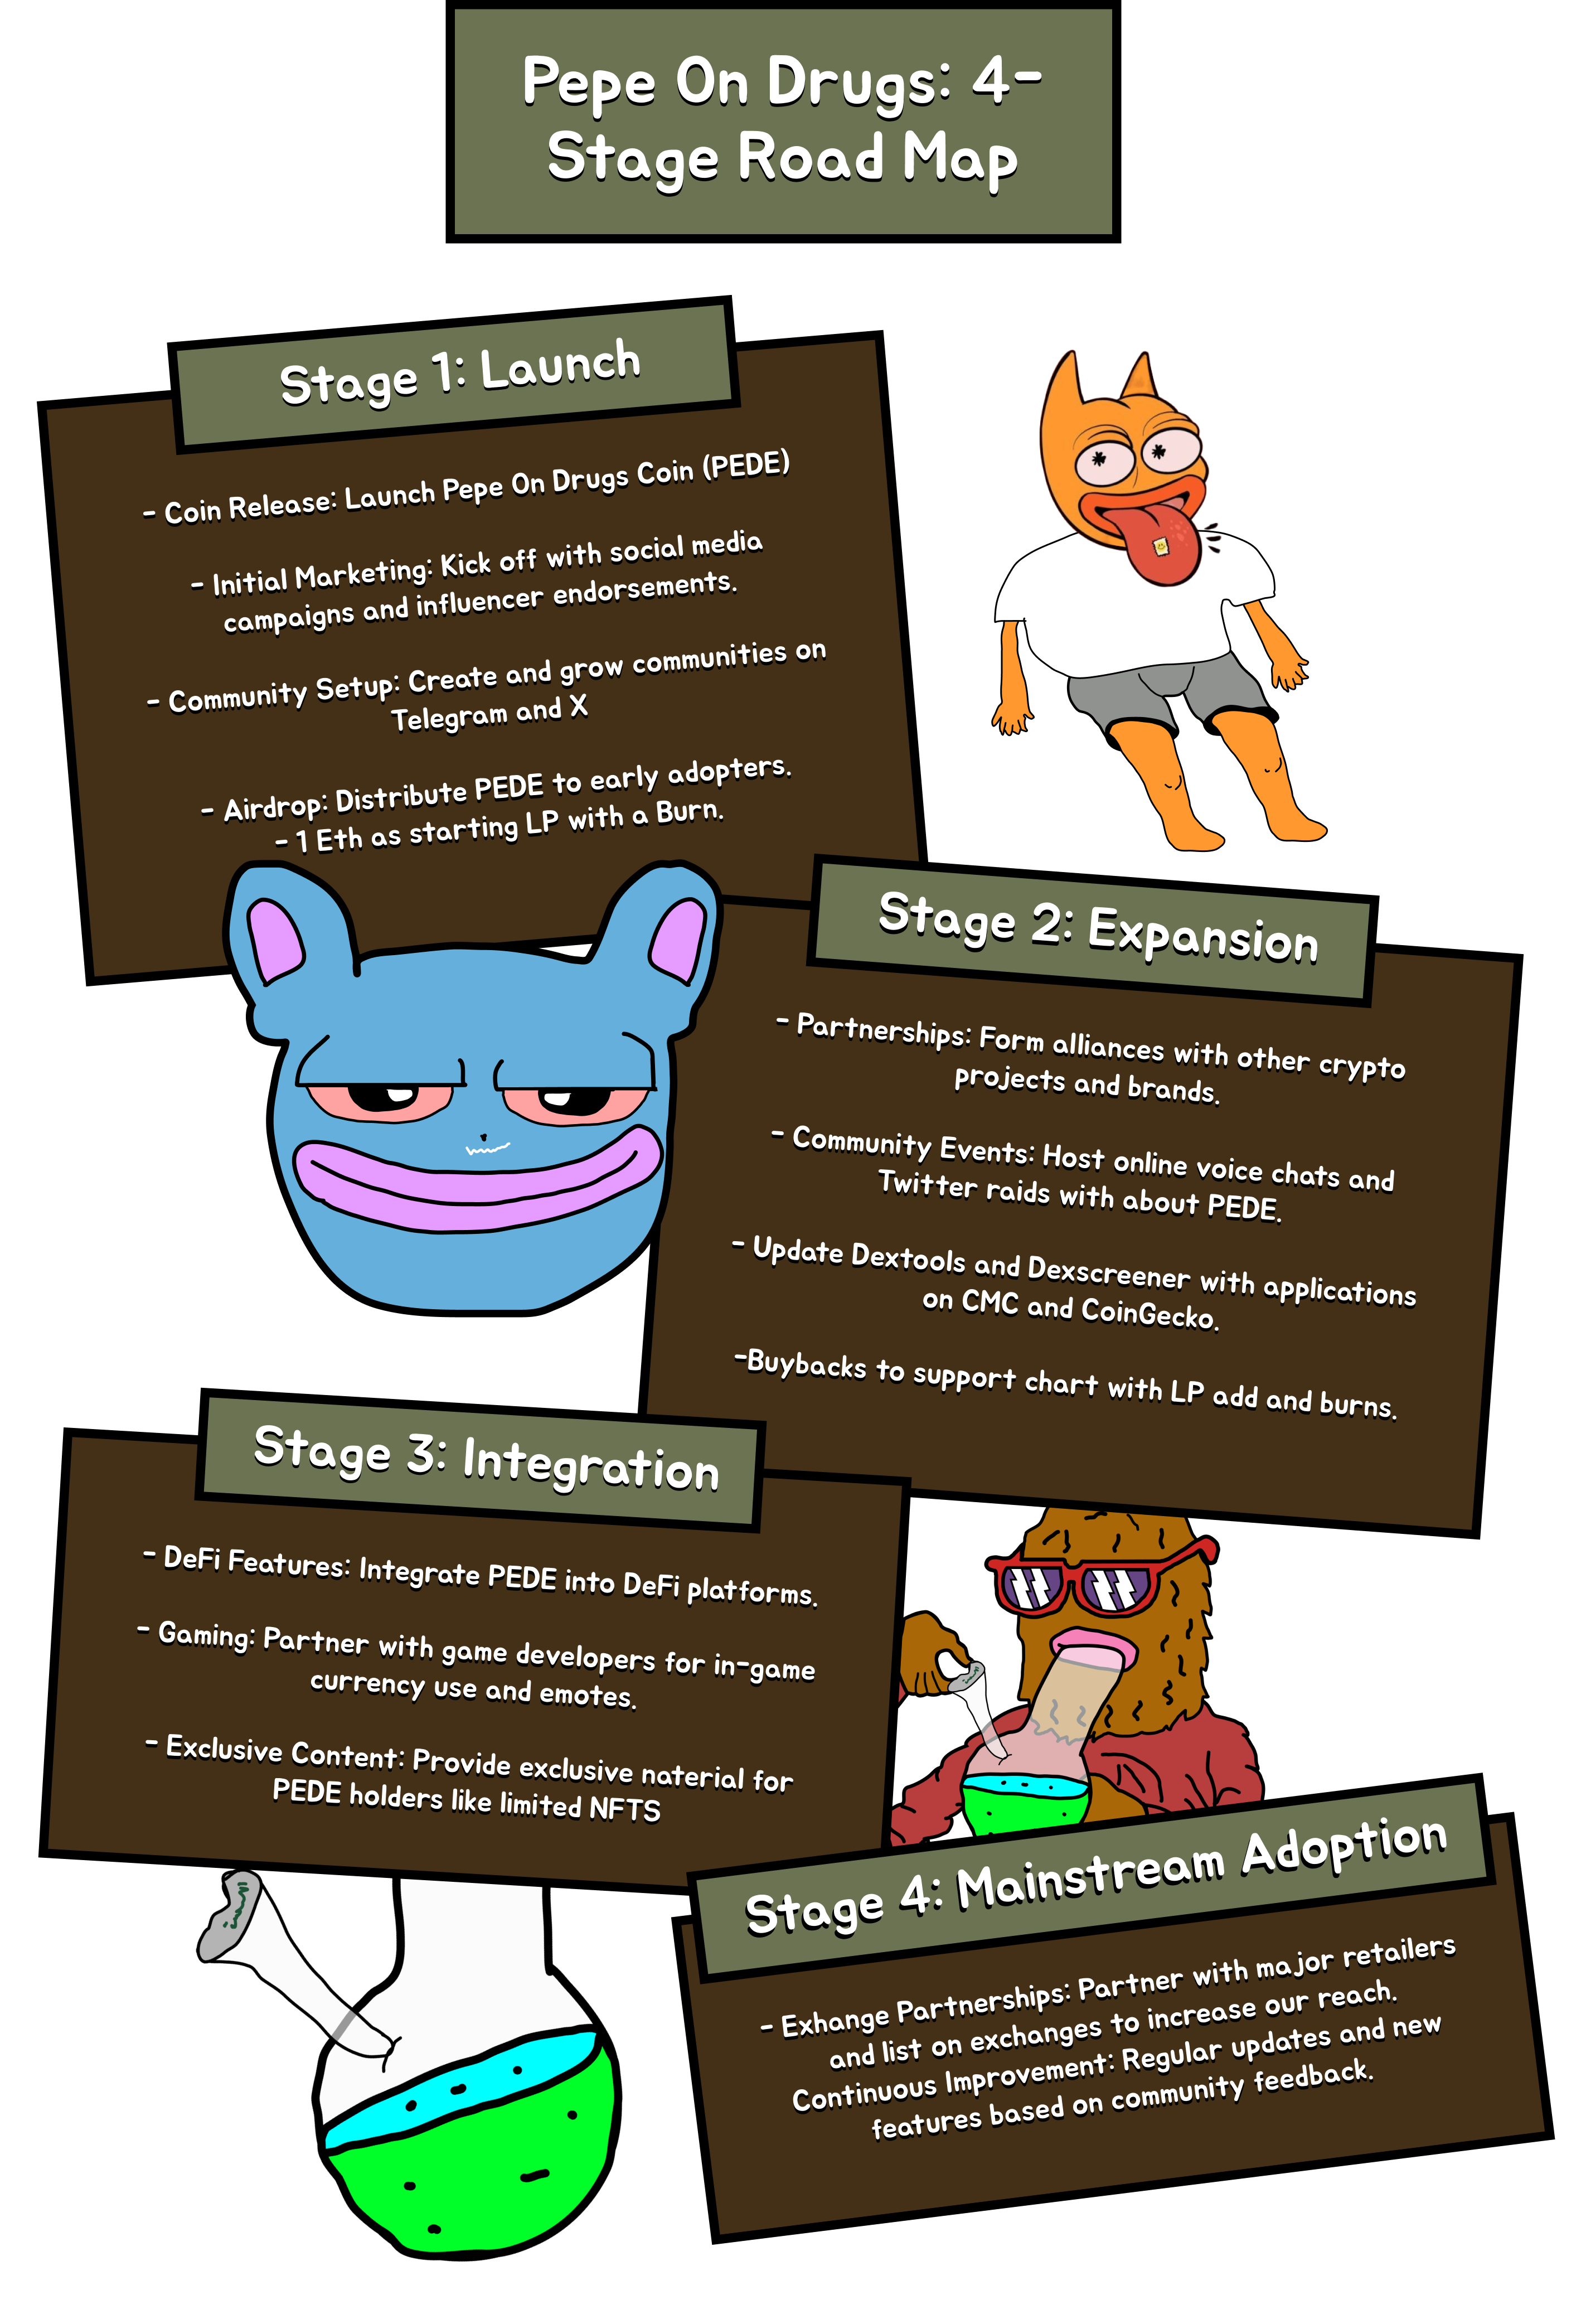 Pepe On Drugs: 4-
Stage Road Map
Stage 1: Launch
- Coin Release: Launch Pepe On Drugs Coin (PEDE)
- Initial Marketing: Kick off with social media
campaigns and influencer endorsements.
- Community Setup: Create and grow communities on
Telegram and X
- Airdrop: Distribute PEDE to early adopters.
- 1 Eth as starting LP with a Burn.
Stage 2: Expansion
- Partnerships: Form alliances with other crypto
projects and brands.
- Community Events: Host online voice chats and
Twitter raids with about PEDE.
- Update Dextools and Dexscreener with applications
on CMC and CoinGecko.
-Buybacks to support chart with LP add and burns.
Stage 3: Integration
- DeFi Features: Integrate PEDE into DeFi platforms.
- Gaming: Partner with game developers for in-game
currency use and emotes.
- Exclusive Content: Provide exclusive naterial for
PEDE holders like limited NFTS
Stage 4: Mainstream Adoption
- Exhange Partnerships: Partner with major retailers
and list on exchanges to increase our reach.
Continuous Improvement: Regular updates and new
features based on community feedback.